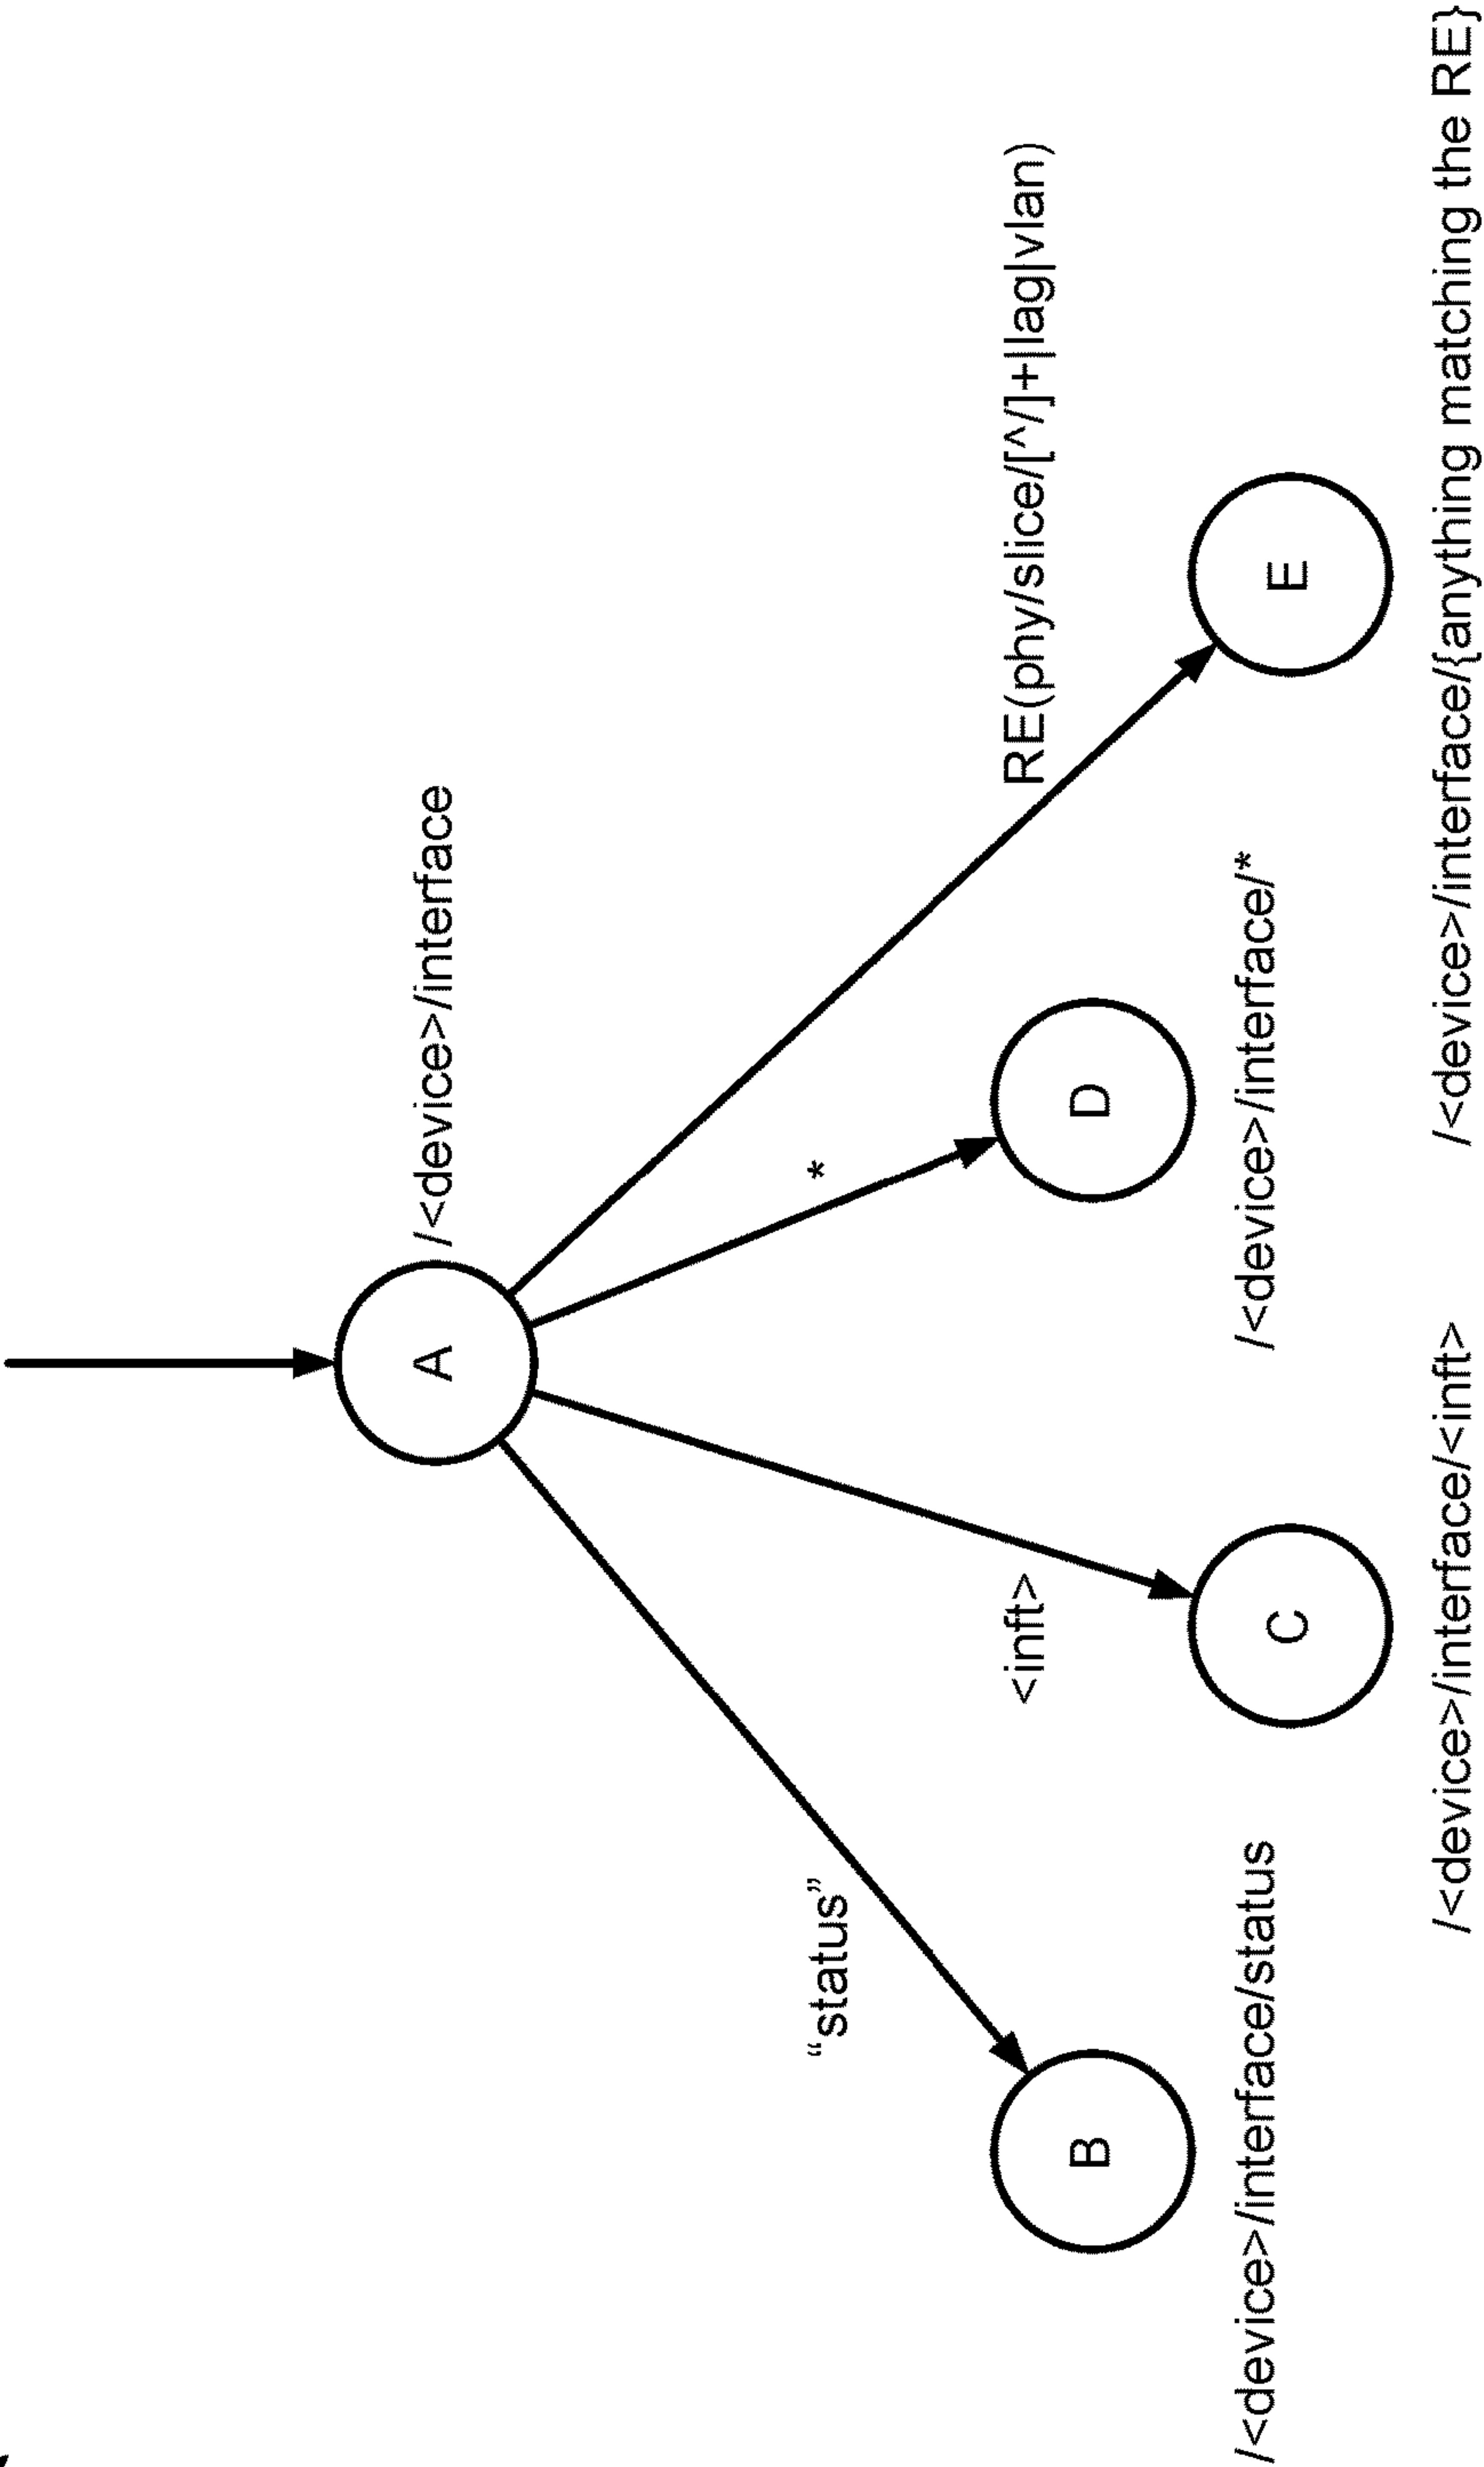 A
/<device>/interface
“status”
*
<inft>
RE(phy/slice/[^/]+|lag|vlan)
B
D
/<device>/interface/status
/<device>/interface/*
C
E
/<device>/interface/<inft>
/<device>/interface/{anything matching the RE}